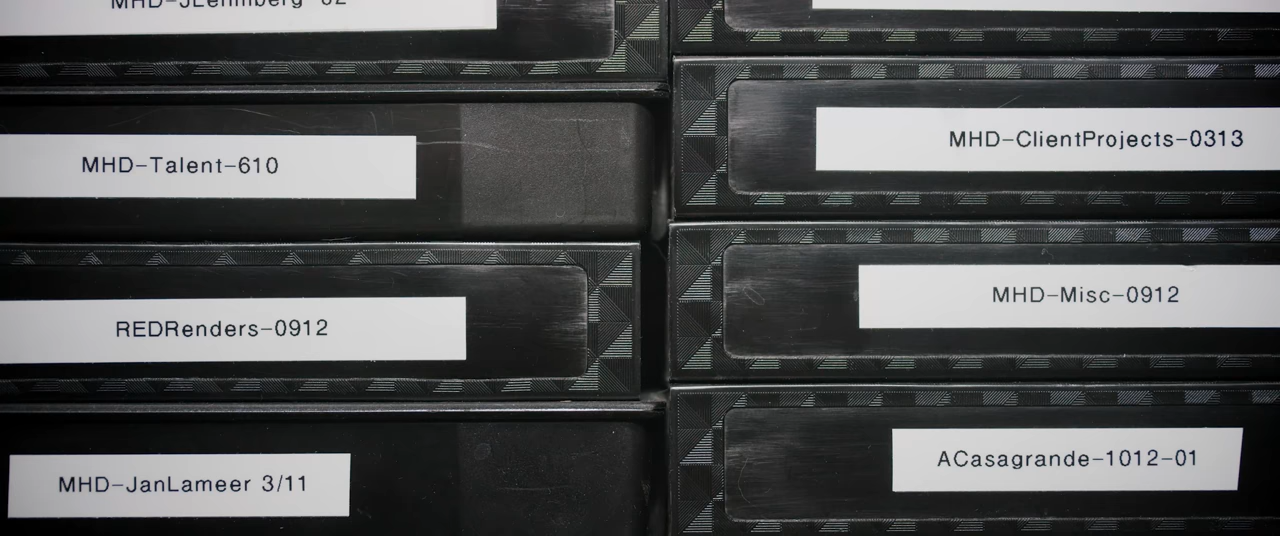 MHD-Talent-610
REDRenders-0912
MHD-JanLameer 3/11
MHD-ClientProjects-0313
MHD-Misc-0912
ACasagrande-1012-01